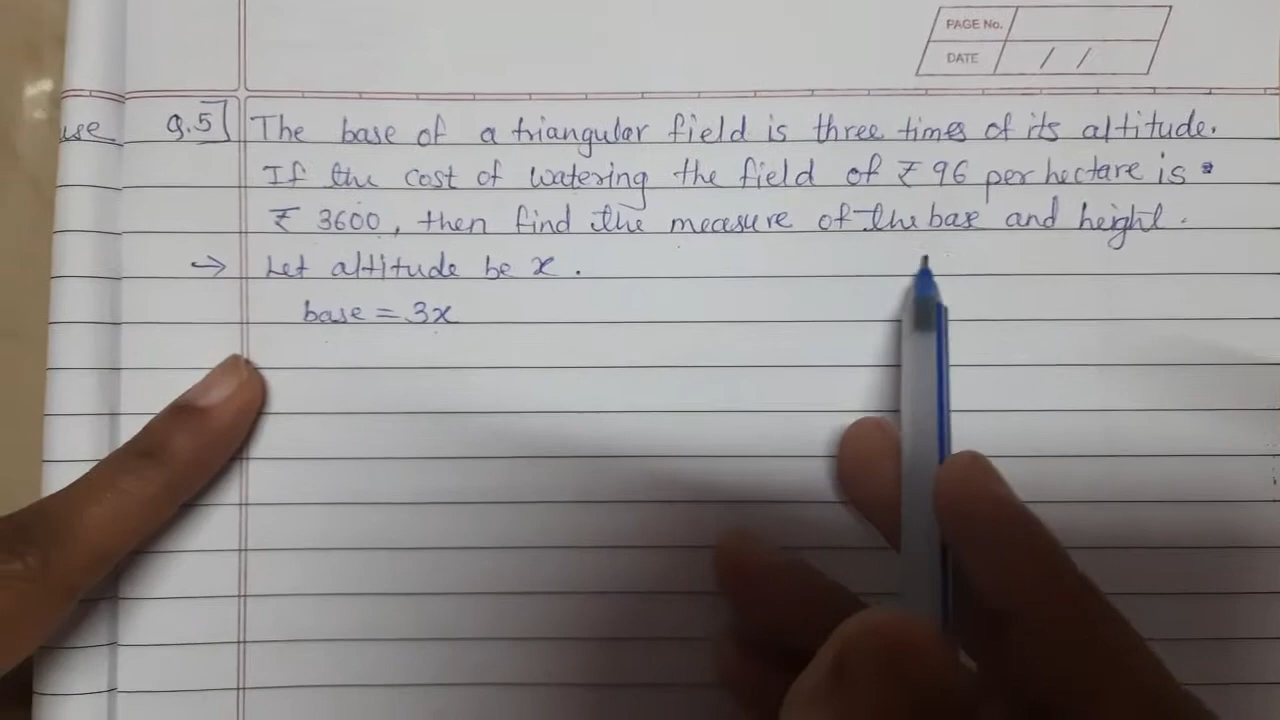 PAGE No.
DATE / /
use Q.5] The base of a triangular field is three times of its altitude.
If the cost of watering the field of ₹ 96 per hectare is
₹ 3600, then find the measure of the base and height.
→ Let altitude be x.
base = 3x